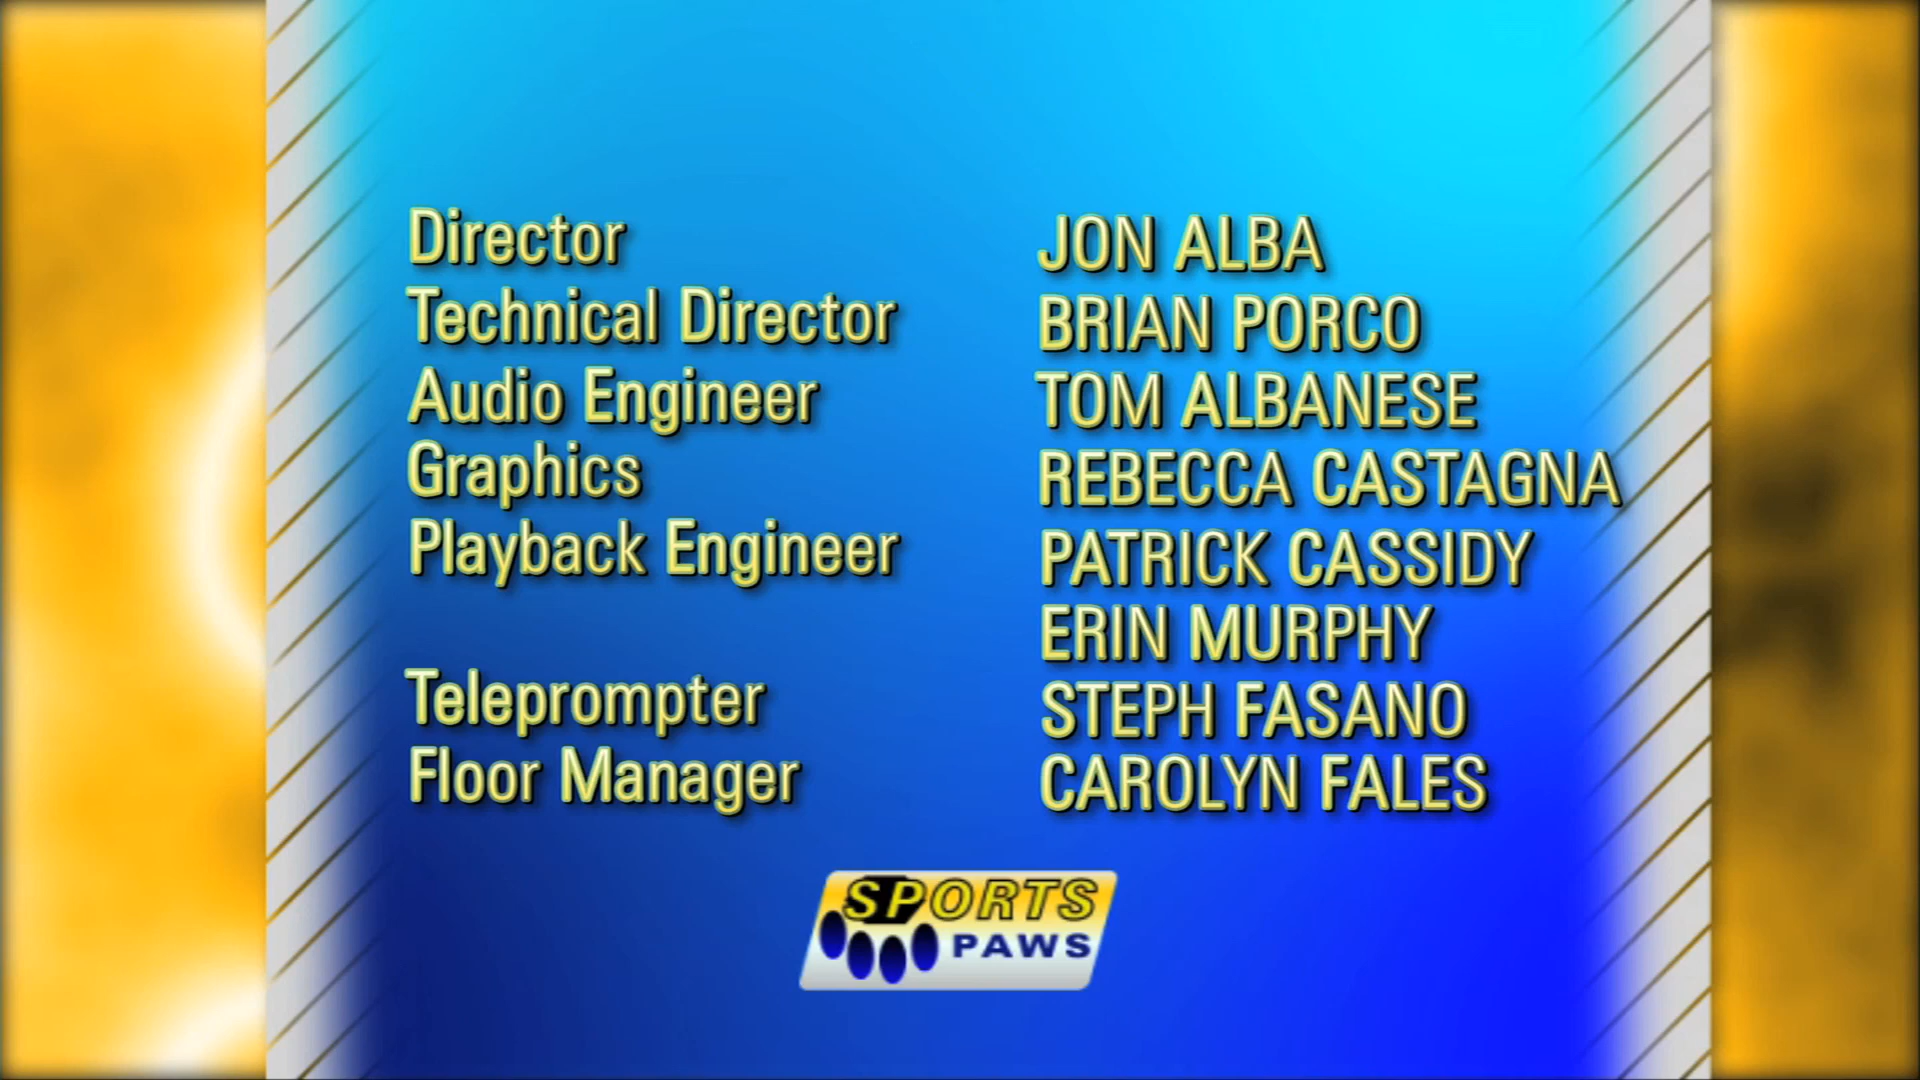 Director JON ALBA
Technical Director BRIAN PORCO
Audio Engineer TOM ALBANESE
Graphics REBECCA CASTAGNA
Playback Engineer PATRICK CASSIDY
ERIN MURPHY
Teleprompter STEPH FASANO
Floor Manager CAROLYN FALES
SPORTS
PAWS